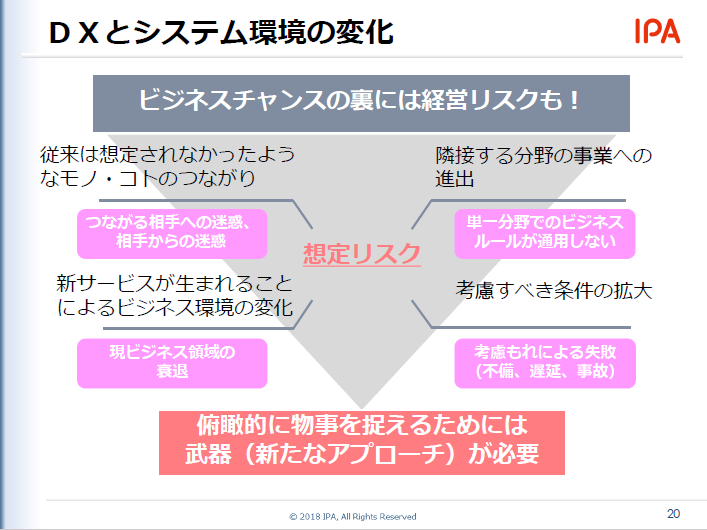 ＤＸとシステム環境の変化
IPA
ビジネスチャンスの裏には経営リスクも！
従来は想定されなかったよう
なモノ・コトのつながり
つながる相手への迷惑、
相手からの迷惑
隣接する分野の事業への
進出
単一分野でのビジネス
ルールが通用しない
想定リスク
新サービスが生まれること
によるビジネス環境の変化
現ビジネス領域の
衰退
考慮すべき条件の拡大
考慮もれによる失敗
（不備、遅延、事故）
俯瞰的に物事を捉えるためには
武器（新たなアプローチ）が必要
© 2018 IPA, All Rights Reserved
20